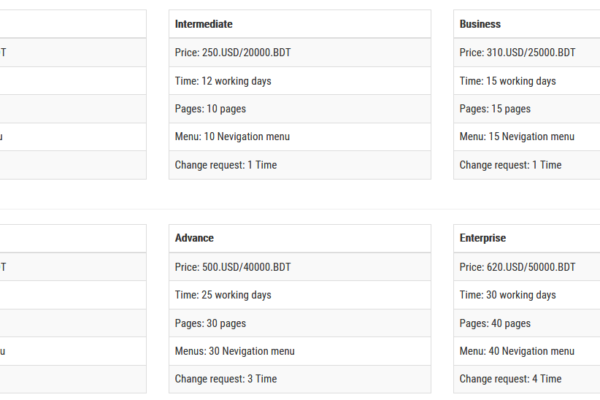 Intermediate
Price: 250.USD/20000.BDT
Time: 12 working days
Pages: 10 pages
Menu: 10 Nevigation menu
Change request: 1 Time
Business
Price: 310.USD/25000.BDT
Time: 15 working days
Pages: 15 pages
Menu: 15 Nevigation menu
Change request: 1 Time
Advance
Price: 500.USD/40000.BDT
Time: 25 working days
Pages: 30 pages
Menus: 30 Nevigation menu
Change request: 3 Time
Enterprise
Price: 620.USD/50000.BDT
Time: 30 working days
Pages: 40 pages
Menu: 40 Nevigation menu
Change request: 4 Time